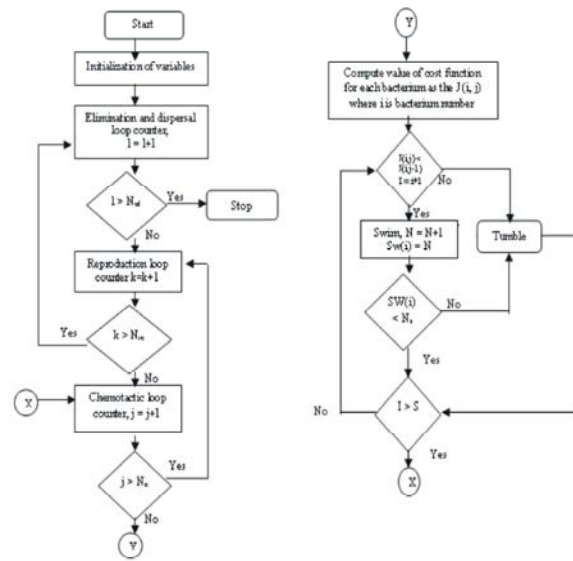 Start
Initialization of variables
Elimination and dispersal
loop counter,
l = l+1
l > Ned
Yes
Stop
No
Reproduction loop
counter k=k+1
Yes
k > Nre
No
X
Chemotactic loop
counter, j = j+1
Yes
j > Nc
No
Y
Y
Compute value of cost function
for each bacterium as the J(i, j)
where i is bacterium number
J(i,j)<
J(i,j-1)
I = i+1
No
Yes
Swim, N = N+1
Sw(i) = N
Tumble
SW(i)
< Ns
No
Yes
No
I > S
Yes
X